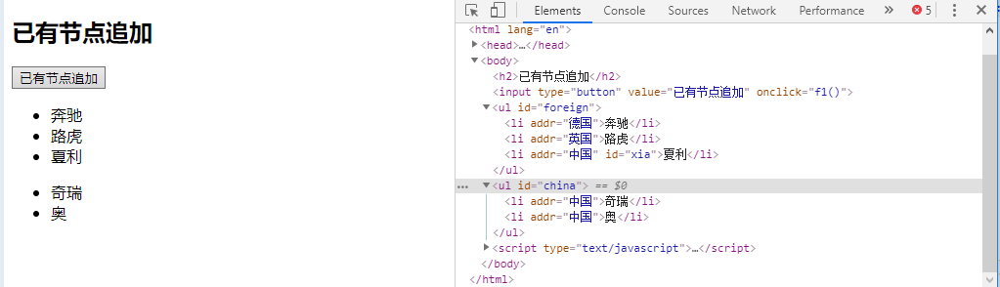 已有节点追加
已有节点追加
奔驰
路虎
夏利
奇瑞
奥
Elements Console Sources Network Performance » 5
<html lang="en">
<head>…</head>
<body>
<h2>已有节点追加</h2>
<input type="button" value="已有节点追加" onclick="f1()">
<ul id="foreign">
<li addr="德国">奔驰</li>
<li addr="英国">路虎</li>
<li addr="中国" id="xia">夏利</li>
</ul>
… <ul id="china"> == $0
<li addr="中国">奇瑞</li>
<li addr="中国">奥</li>
</ul>
<script type="text/javascript">…</script>
</body>
</html>